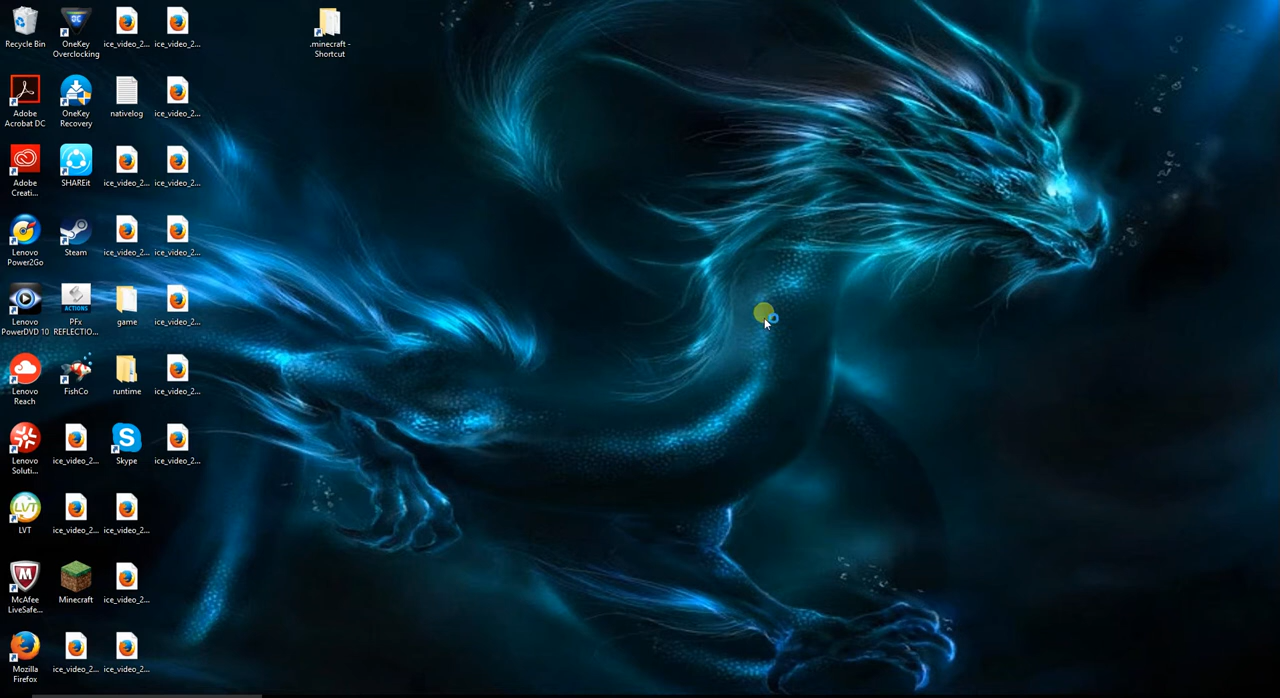 Recycle Bin
OneKey
Overclocking
ice_video_2...
ice_video_2...
.minecraft -
Shortcut
Adobe
Acrobat DC
OneKey
Recovery
nativelog
ice_video_2...
Adobe
Creati...
SHAREit
ice_video_2...
ice_video_2...
Lenovo
Power2Go
Steam
ice_video_2...
ice_video_2...
Lenovo
PowerDVD 10
ACTIONS
PFx
REFLECTIO...
game
ice_video_2...
Lenovo
Reach
FishCo
runtime
ice_video_2...
Lenovo
Soluti...
ice_video_2...
Skype
ice_video_2...
LVT
LVT
ice_video_2...
ice_video_2...
McAfee
LiveSafe...
Minecraft
ice_video_2...
Mozilla
Firefox
ice_video_2...
ice_video_2...